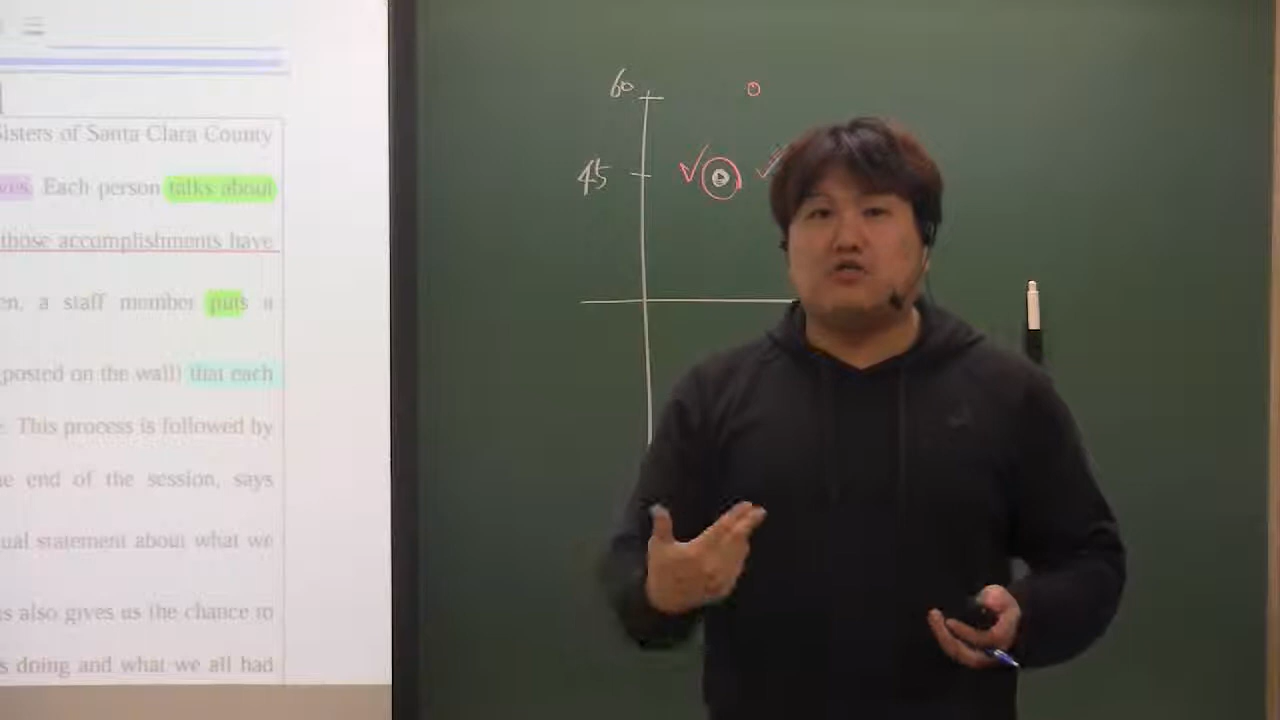 Sisters of Santa Clara County
Each person talks about
those accomplishments have
a staff member puts a
posted on the wall) that each
This process is followed by
end of the session, says
statement about what we
also gives us the chance to
doing and what we all had
60
45